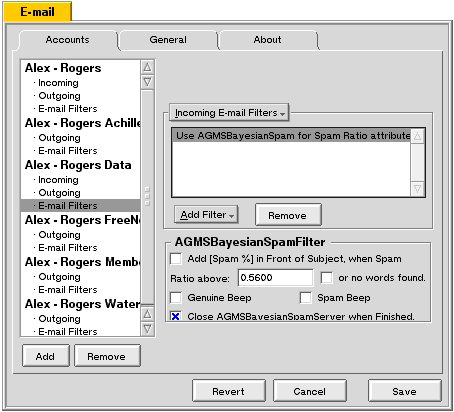 E-mail
Accounts
General
About
Alex - Rogers
· Incoming
· Outgoing
· E-mail Filters
Alex - Rogers Achille
· Outgoing
· E-mail Filters
Alex - Rogers Data
· Incoming
· Outgoing
· E-mail Filters
Alex - Rogers FreeNe
· Outgoing
· E-mail Filters
Alex - Rogers Membe
· Outgoing
· E-mail Filters
Alex - Rogers Water
· Outgoing
· E-mail Filters
Add
Remove
Incoming E-mail Filters
Use AGMSBayesianSpam for Spam Ratio attribute
Add Filter
Remove
AGMSBayesianSpamFilter
Add [Spam %] in Front of Subject, when Spam
Ratio above: 0.5600 or no words found.
Genuine Beep
Spam Beep
Close AGMSBayesianSpamServer when Finished.
Revert
Cancel
Save